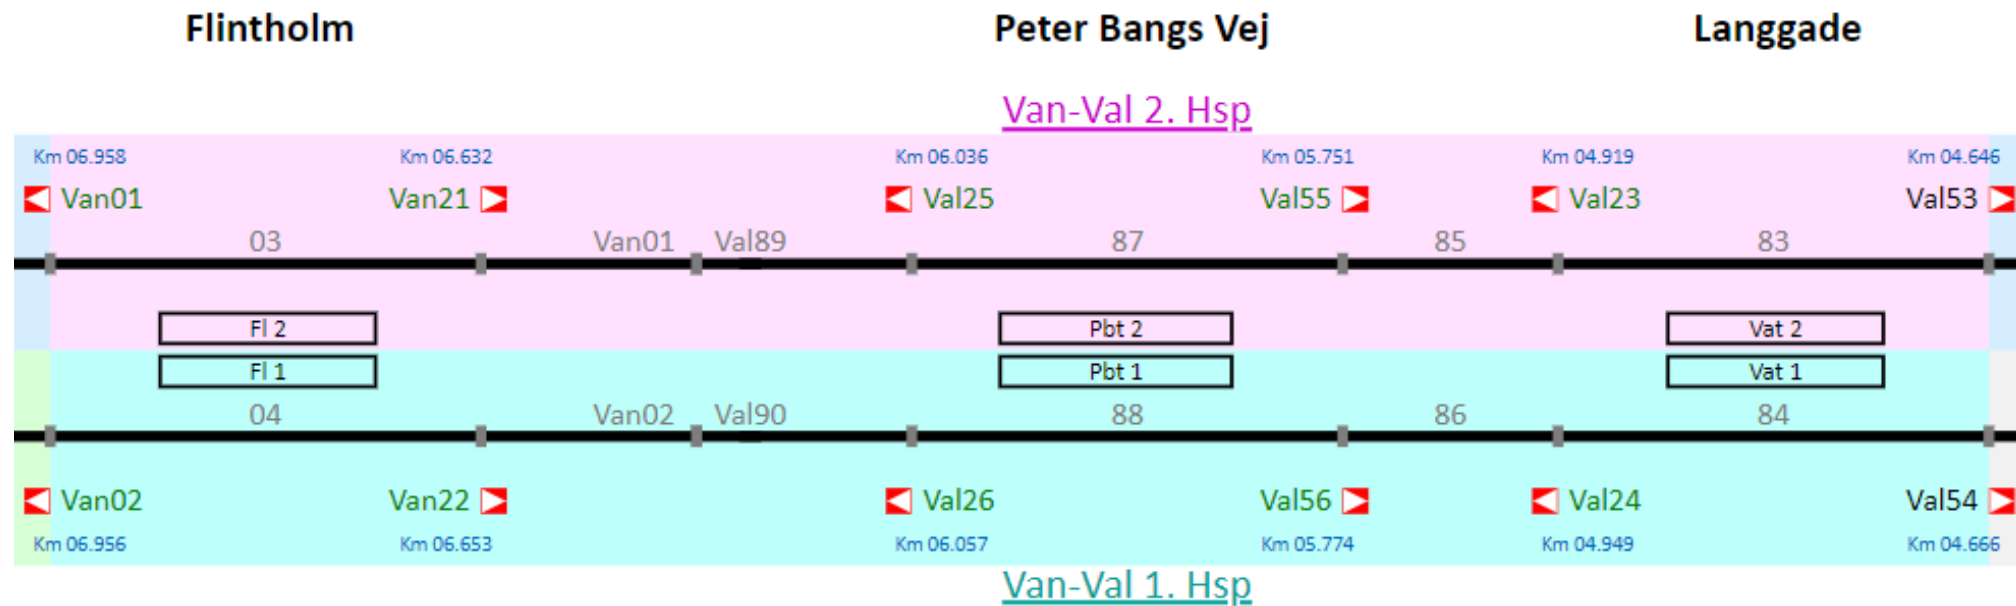 Flintholm Peter Bangs Vej Langgade
Van-Val 2. Hsp
Km 06.958 Km 06.632 Km 06.036 Km 05.751 Km 04.919 Km 04.646
Van01 Van21 Val25 Val55 Val23 Val53
03 Van01 Val89 87 85 83
Fl 2 Pbt 2 Vat 2
Fl 1 Pbt 1 Vat 1
04 Van02 Val90 88 86 84
Van02 Van22 Val26 Val56 Val24 Val54
Km 06.956 Km 06.653 Km 06.057 Km 05.774 Km 04.949 Km 04.666
Van-Val 1. Hsp